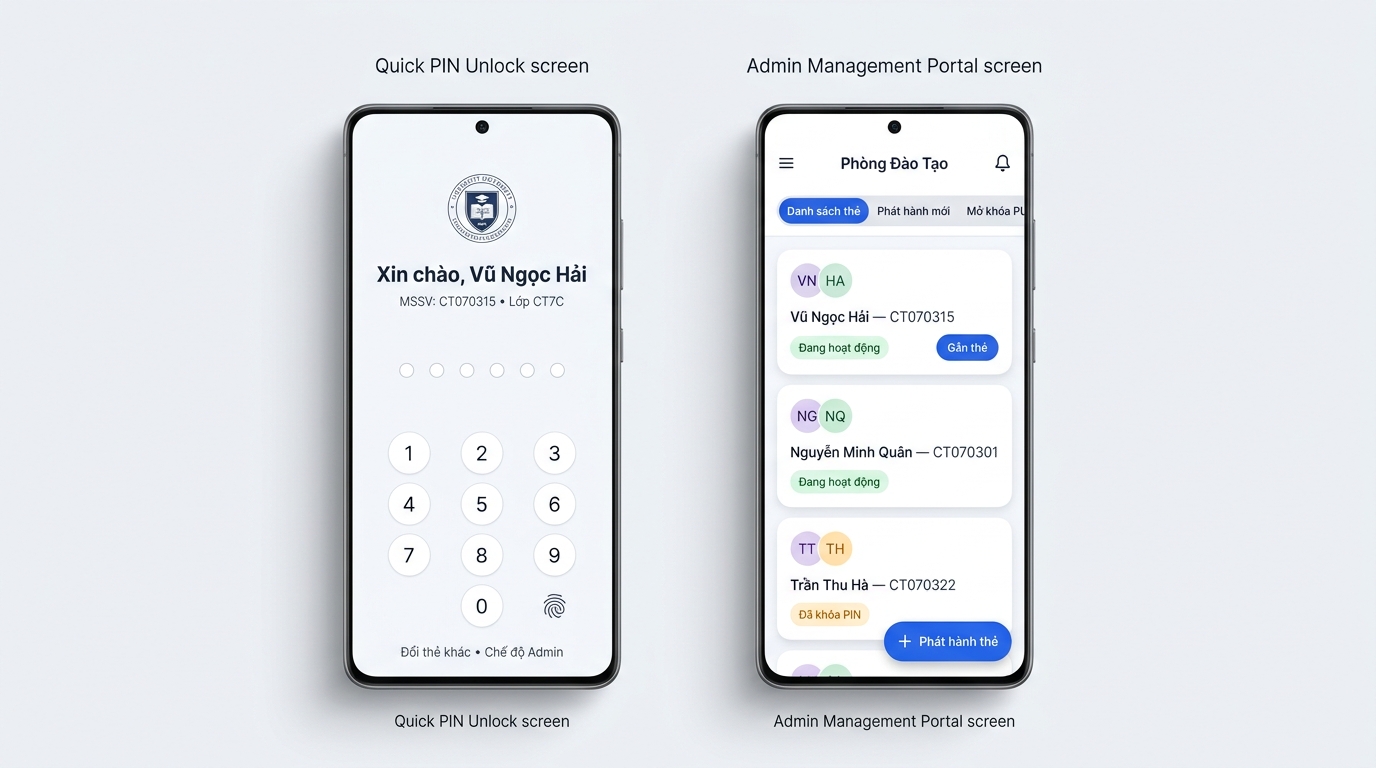 Quick PIN Unlock screen
Xin chào, Vũ Ngọc Hải
MSSV: CT070315 • Lớp CT7C
1 2 3
4 5 6
7 8 9
0
Đổi thẻ khác • Chế độ Admin
Quick PIN Unlock screen
Admin Management Portal screen
Phòng Đào Tạo
Danh sách thẻ Phát hành mới Mở khóa PU
VN HA
Vũ Ngọc Hải — CT070315
Đang hoạt động Gắn thẻ
NG NQ
Nguyễn Minh Quân — CT070301
Đang hoạt động
TT TH
Trần Thu Hà — CT070322
Đã khóa PIN
+ Phát hành thẻ
Admin Management Portal screen